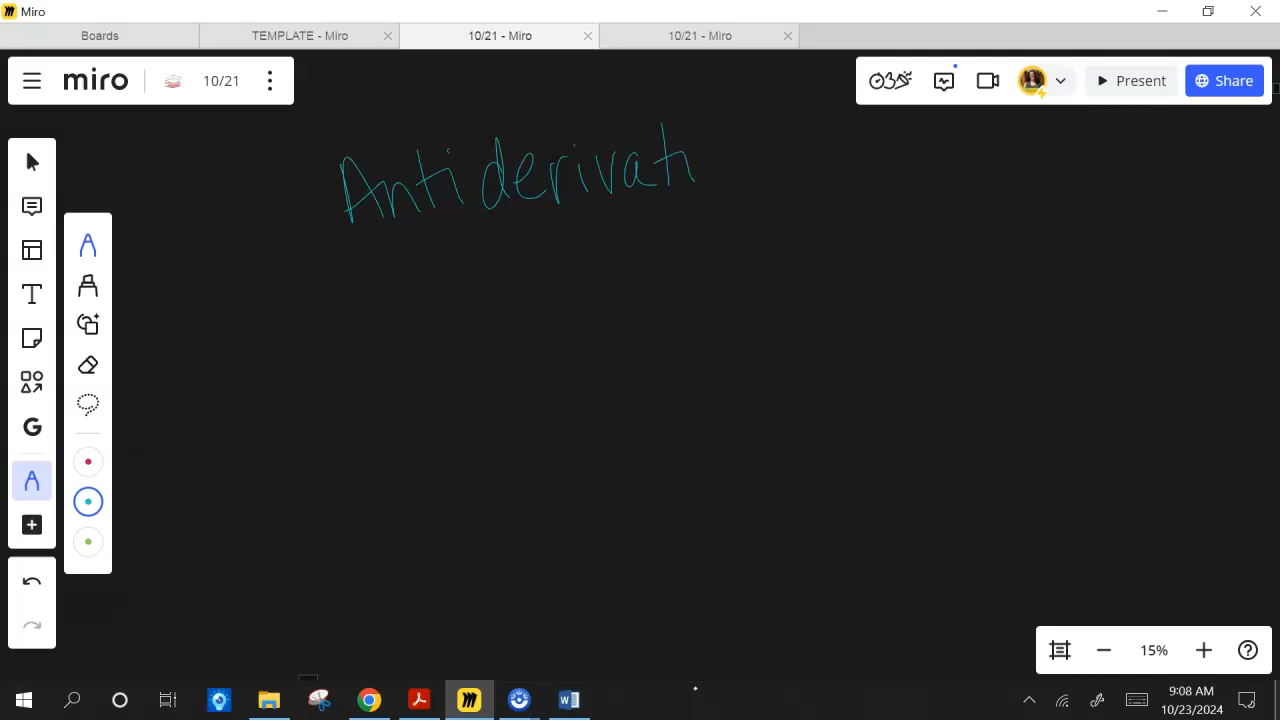 Miro
Boards
TEMPLATE - Miro
10/21 - Miro
10/21 - Miro
miro
10/21
Present
Share
Antiderivati
15%
9:08 AM
10/23/2024